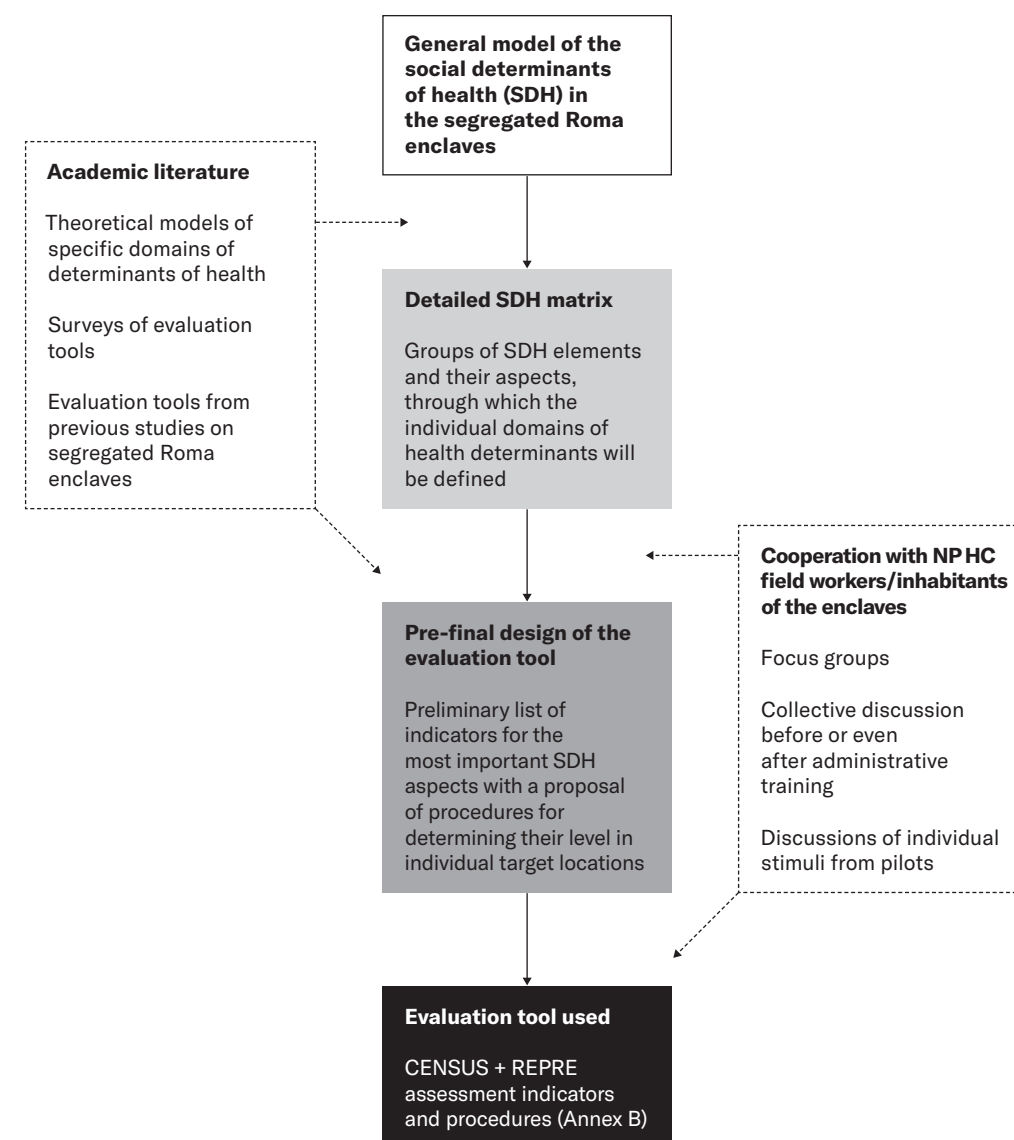 General model of the
social determinants
of health (SDH) in
the segregated Roma
enclaves
Academic literature
Theoretical models of
specific domains of
determinants of health
Surveys of evaluation
tools
Evaluation tools from
previous studies on
segregated Roma
enclaves
Detailed SDH matrix
Groups of SDH elements
and their aspects,
through which the
individual domains of
health determinants will
be defined
Cooperation with NP HC
field workers/inhabitants
of the enclaves
Focus groups
Collective discussion
before or even
after administrative
training
Discussions of individual
stimuli from pilots
Pre-final design of the
evaluation tool
Preliminary list of
indicators for the
most important SDH
aspects with a proposal
of procedures for
determining their level in
individual target locations
Evaluation tool used
CENSUS + REPRE
assessment indicators
and procedures (Annex B)